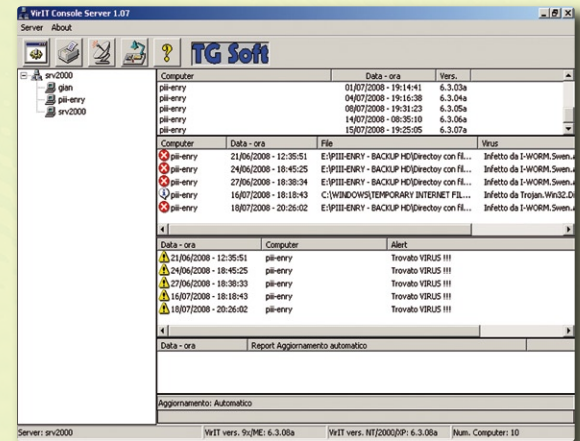 VirIT Console Server 1.07
Server About
TG Soft
srv2000
gian
piii-enry
srv2000
Computer Data - ora Vers.
piii-enry 01/07/2008 - 19:14:41 6.3.03a
piii-enry 04/07/2008 - 19:16:38 6.3.04a
piii-enry 08/07/2008 - 19:31:23 6.3.05a
piii-enry 14/07/2008 - 08:35:10 6.3.06a
piii-enry 15/07/2008 - 19:25:05 6.3.07a
Computer Data - ora File Virus
piii-enry 21/06/2008 - 12:35:51 E:\PIII-ENRY - BACKUP HD\Directoy con fil... Infetto da I-WORM.Swen.
piii-enry 24/06/2008 - 18:45:25 E:\PIII-ENRY - BACKUP HD\Directoy con fil... Infetto da I-WORM.Swen.
piii-enry 27/06/2008 - 18:38:34 E:\PIII-ENRY - BACKUP HD\Directoy con fil... Infetto da I-WORM.Swen.
piii-enry 16/07/2008 - 18:18:43 C:\WINDOWS\TEMPORARY INTERNET FIL... Infetto da Trojan.Win32.D
piii-enry 18/07/2008 - 20:26:02 E:\PIII-ENRY - BACKUP HD\Directoy con fil... Infetto da I-WORM.Swen.
Data - ora Computer Alert
21/06/2008 - 12:35:51 piii-enry Trovato VIRUS !!!
24/06/2008 - 18:45:25 piii-enry Trovato VIRUS !!!
27/06/2008 - 18:38:33 piii-enry Trovato VIRUS !!!
16/07/2008 - 18:18:43 piii-enry Trovato VIRUS !!!
18/07/2008 - 20:26:02 piii-enry Trovato VIRUS !!!
Data - ora Report Aggiornamento automatico
Aggiornamento: Automatico
Server: srv2000 VirIT vers. 9x/ME: 6.3.08a VirIT vers. NT/2000/XP: 6.3.08a Num. Computer: 10